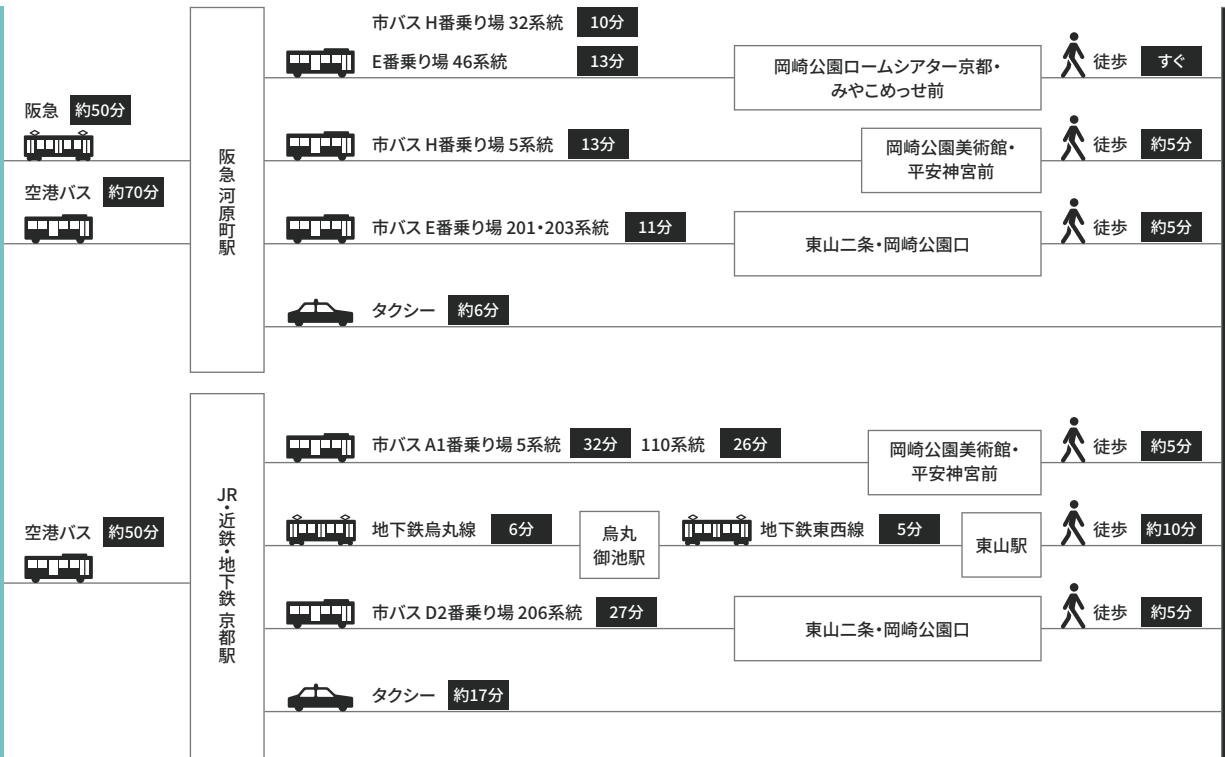 阪急 約50分
空港バス 約70分
阪急 河原町駅
市バス H番乗り場 32系統 10分
E番乗り場 46系統 13分
岡崎公園ロームシアター京都・
みやこめっせ前
徒歩 すぐ
市バス H番乗り場 5系統 13分
岡崎公園美術館・
平安神宮前
徒歩 約5分
市バス E番乗り場 201・203系統 11分
東山二条・岡崎公園口
徒歩 約5分
タクシー 約6分
空港バス 約50分
JR・近鉄・地下鉄 京都駅
市バス A1番乗り場 5系統 32分 110系統 26分
岡崎公園美術館・
平安神宮前
徒歩 約5分
地下鉄烏丸線 6分
烏丸
御池駅
地下鉄東西線 5分
東山駅
徒歩 約10分
市バス D2番乗り場 206系統 27分
東山二条・岡崎公園口
徒歩 約5分
タクシー 約17分